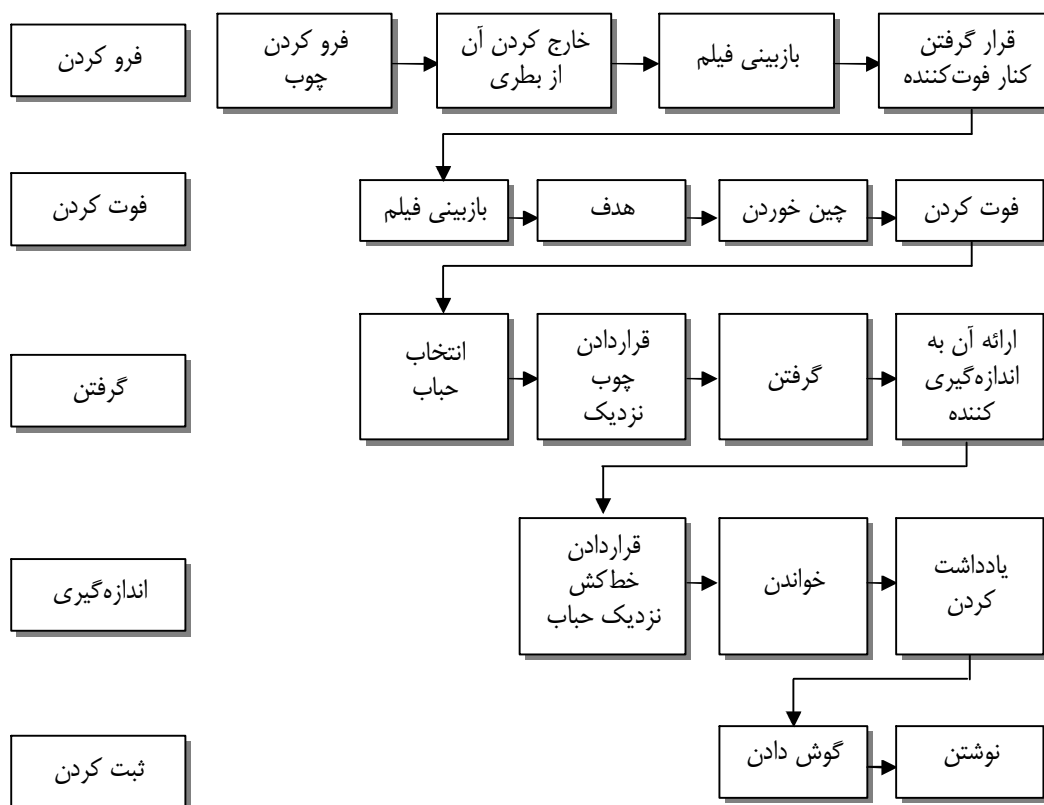 فرو کردن
فرو کردن
چوب
خارج کردن آن
از بطری
بازبینی فیلم
قرار گرفتن
کنار فوت‌کننده
فوت کردن
بازبینی فیلم
هدف
چین خوردن
فوت کردن
گرفتن
انتخاب
حباب
قراردادن
چوب
نزدیک
گرفتن
ارائه آن به
اندازه‌گیری
کننده
اندازه‌گیری
قراردادن
خط‌کش
نزدیک حباب
خواندن
یادداشت
کردن
ثبت کردن
گوش دادن
نوشتن